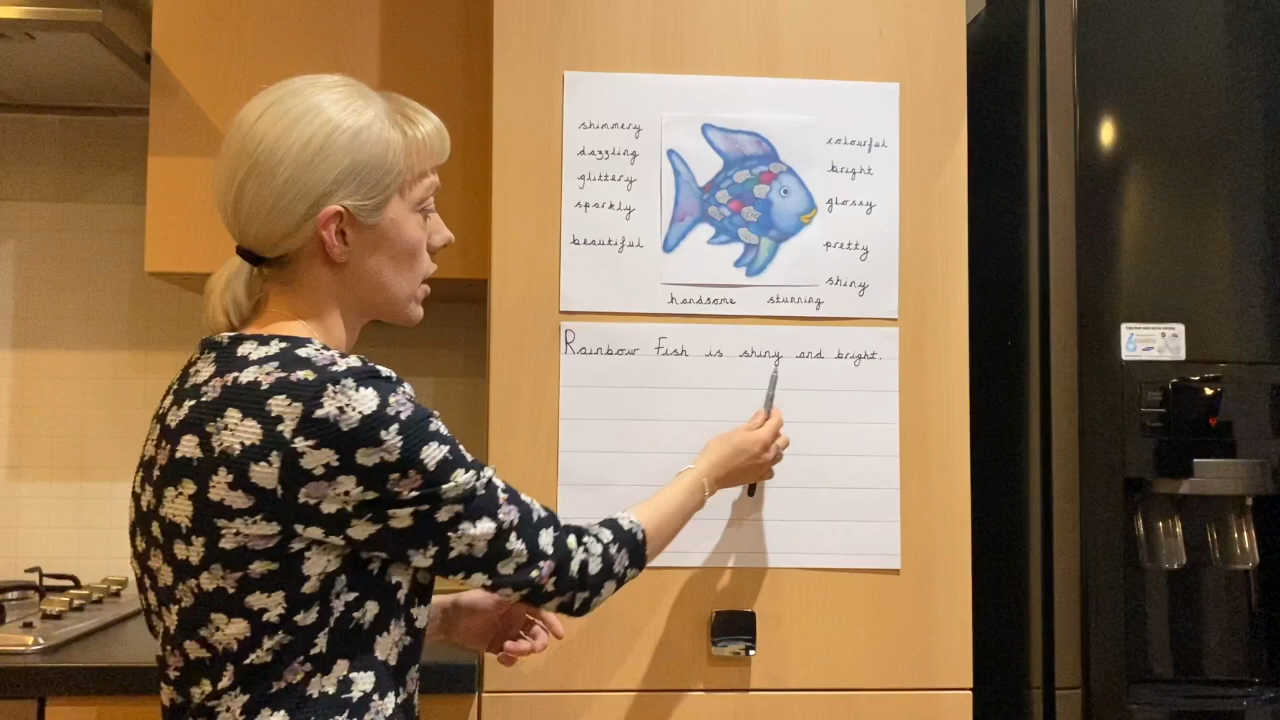 shimmery
dazzling
glittery
sparkly
beautiful
colourful
bright
glossy
pretty
shiny
handsome stunning
Rainbow Fish is shiny and bright.